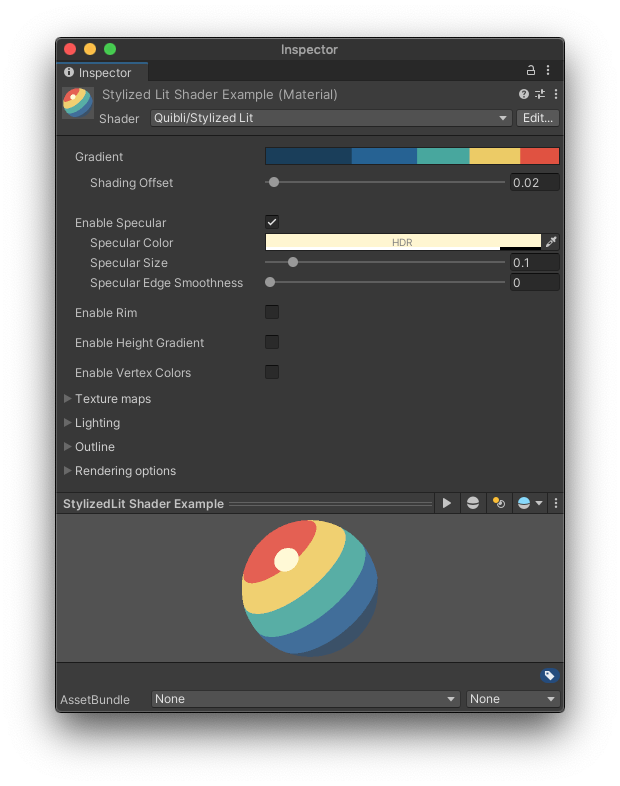 Inspector
Inspector
Stylized Lit Shader Example (Material)
Shader Quibli/Stylized Lit Edit...
Gradient
Shading Offset 0.02
Enable Specular
Specular Color HDR
Specular Size 0.1
Specular Edge Smoothness 0
Enable Rim
Enable Height Gradient
Enable Vertex Colors
Texture maps
Lighting
Outline
Rendering options
StylizedLit Shader Example
AssetBundle None None